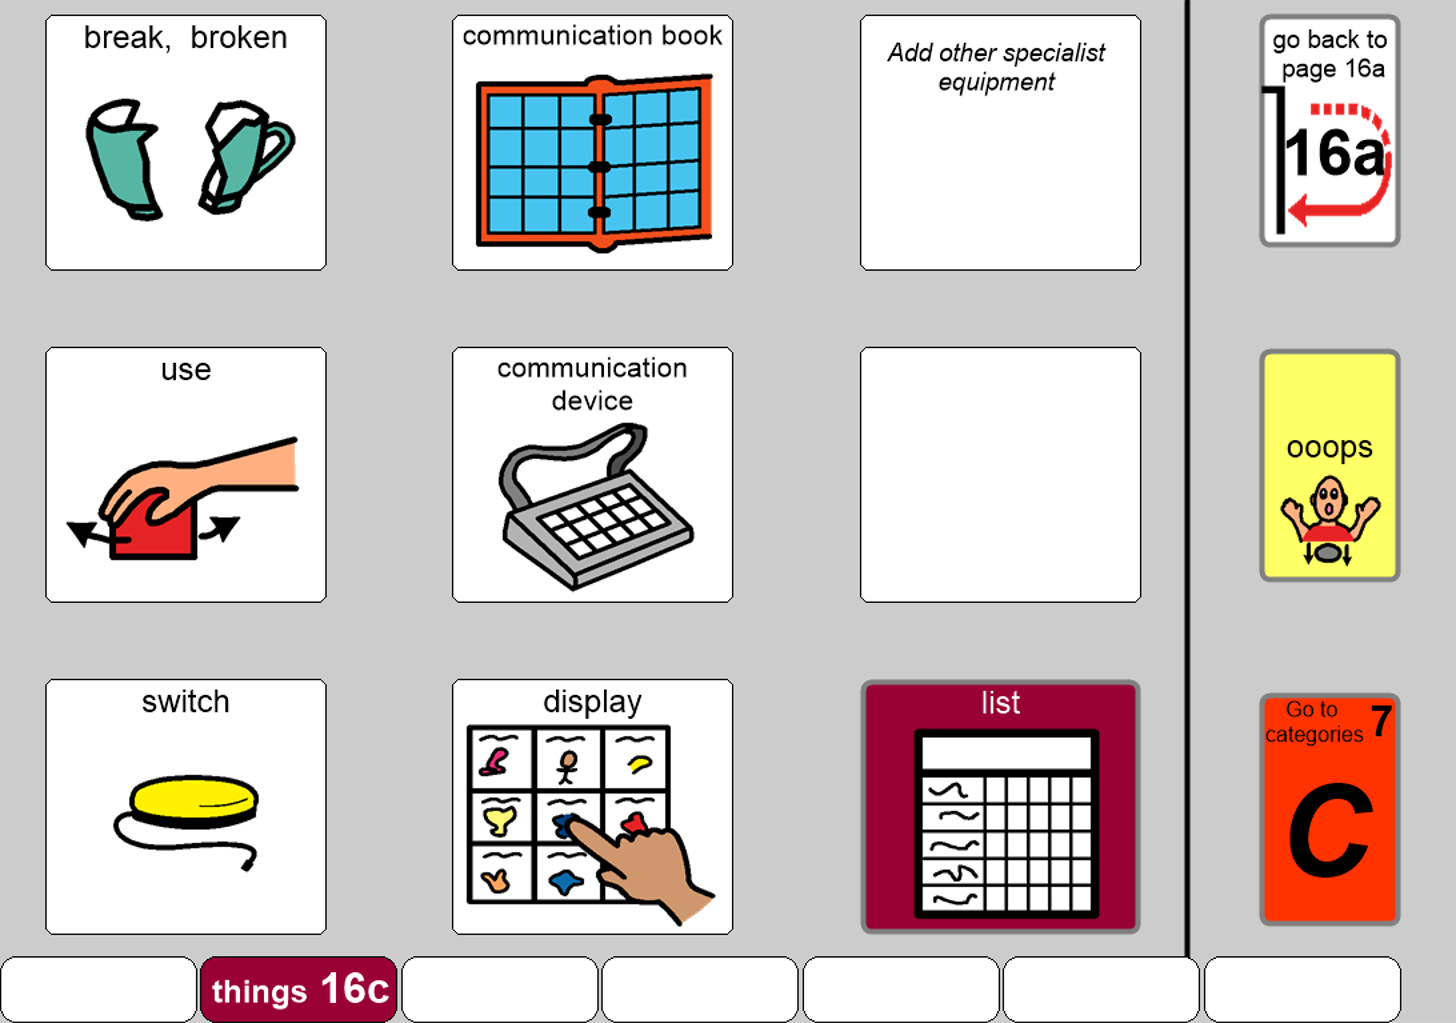 break, broken
communication book
Add other specialist
equipment
go back to
page 16a
16a
use
communication
device
ooops
switch
display
list
Go to
categories 7
C
things 16c